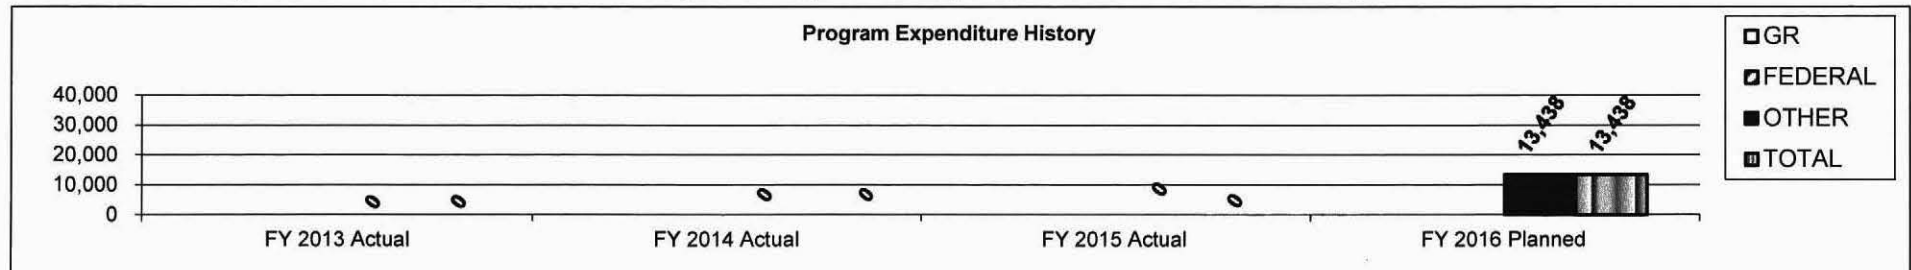 Program Expenditure History
GR
FEDERAL
OTHER
TOTAL
40,000
30,000
20,000
10,000
0
0 0 0 0 0 0 13,438 13,438
FY 2013 Actual FY 2014 Actual FY 2015 Actual FY 2016 Planned